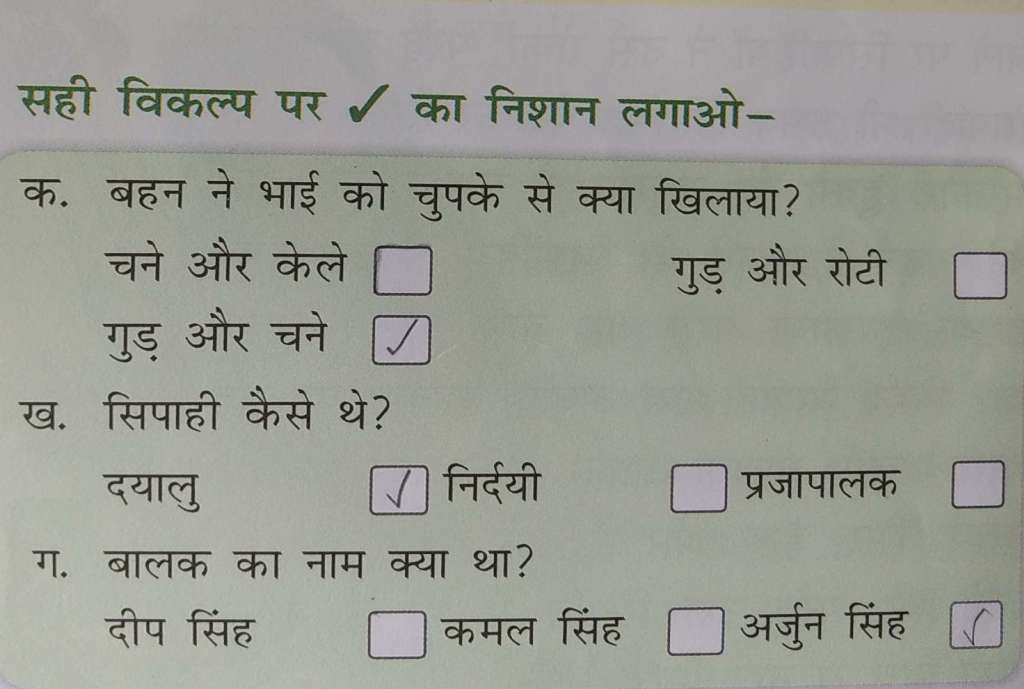 सही विकल्प पर ✓ का निशान लगाओ–
क. बहन ने भाई को चुपके से क्या खिलाया?
चने और केले ☐ गुड़ और रोटी ☐
गुड़ और चने ☑
ख. सिपाही कैसे थे?
दयालु ☑ निर्दयी ☐ प्रजापालक ☐
ग. बालक का नाम क्या था?
दीप सिंह ☐ कमल सिंह ☐ अर्जुन सिंह ☑